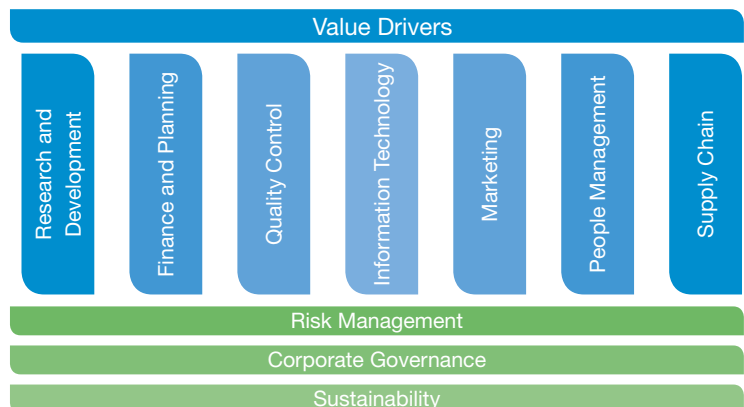 Value Drivers
Research and
Development
Finance and Planning
Quality Control
Information Technology
Marketing
People Management
Supply Chain
Risk Management
Corporate Governance
Sustainability